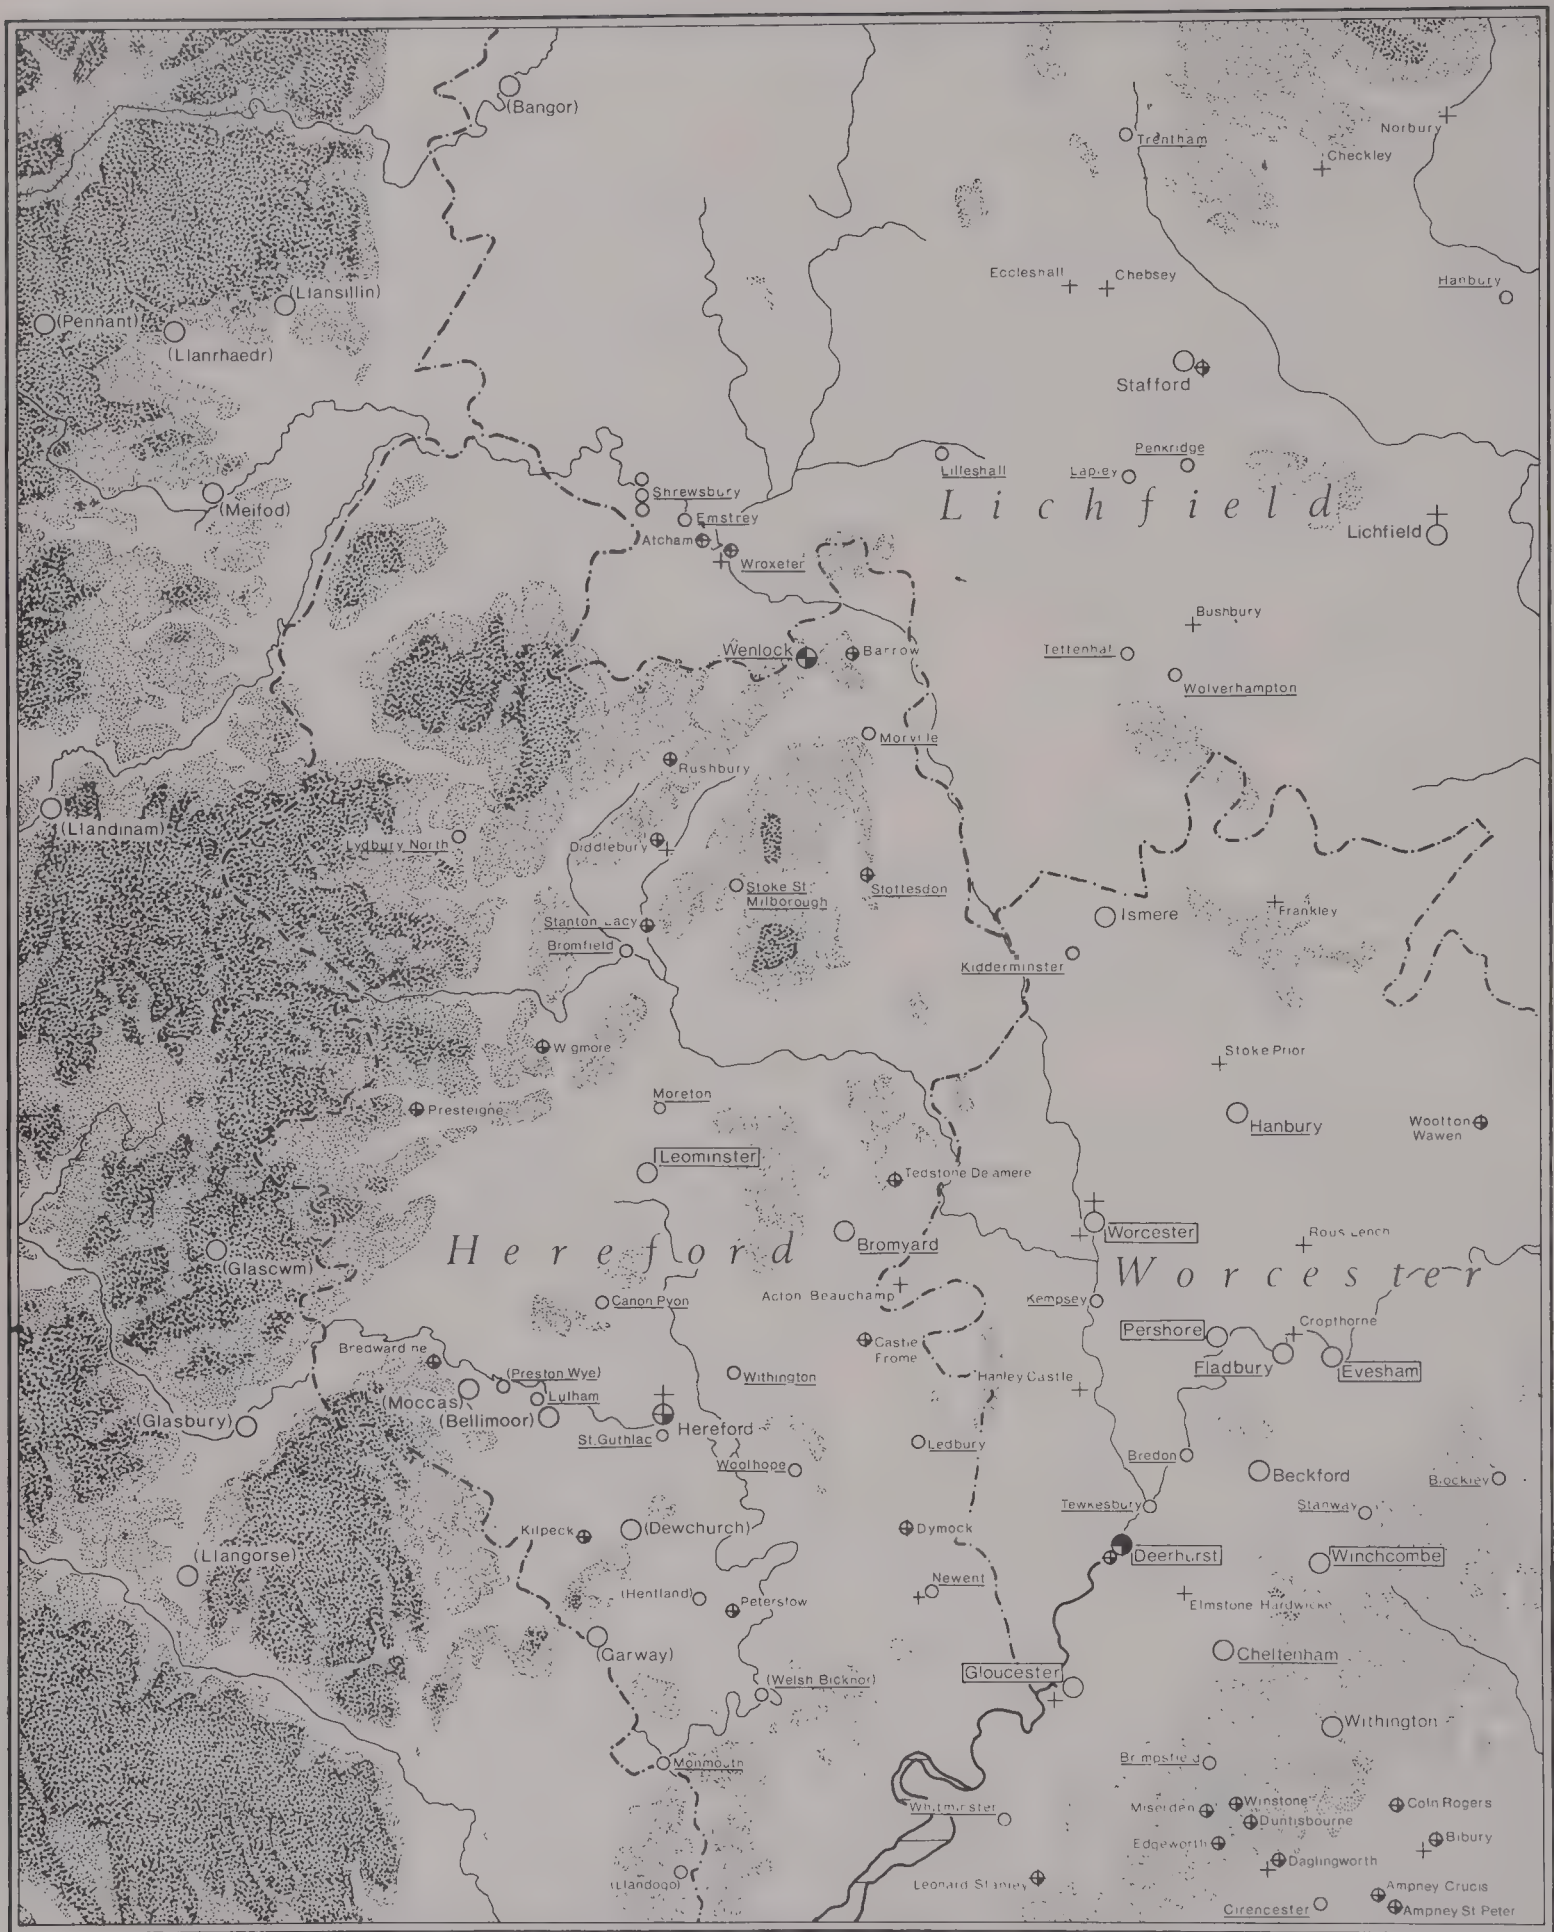 (Bangor)
Norbury
Trentham
Checkley
Eccleshall
Chebsey
Hanbury
(Llansillin)
(Pennant)
(Llanrhaedr)
Stafford
Penkridge
Lilleshall
Lapley
Shrewsbury
(Meifod)
Lichfield
Emstrey
Lichfield
Atcham
Wroxeter
Bushbury
Wenlock
Barrow
Tettenhal
Wolverhampton
Morville
Rushbury
(Llandinam)
Lydbury North
Diddlebury
Stoke St
Milborough
Stottesdon
Ismere
Frankley
Stanton Lacy
Bromfield
Kidderminster
Wigmore
Stoke Prior
Moreton
Presteigne
Hanbury
Wootton
Wawen
Leominster
Tedstone Delamere
Worcester
Rous Lench
Bromyard
Hereford
(Glascwm)
Worcester
Acton Beauchamp
Canon Pyon
Kempsey
Cropthorne
Pershore
Castle
Frome
Bredwardine
Fladbury
Evesham
(Preston Wye)
Withington
Hanley Castle
(Moccas)
Lulham
(Glasbury)
(Bellimoor)
Hereford
St.Guthlac
Ledbury
Woolhope
Bredon
Beckford
Blockley
Tewkesbury
Stanway
Kilpeck
(Dewchurch)
Dymock
(Llangorse)
Deerhurst
Winchcombe
Newent
(Hentland)
Peterstow
Elmstone Hardwicke
(Garway)
Cheltenham
Gloucester
(Welsh Bicknor)
Withington
Monmouth
Brimpsfield
Whitminster
Miserden
Winstone
Coln Rogers
Duntisbourne
Edgeworth
Bibury
Daglingworth
(Llandogo)
Leonard Stanley
Ampney Crucis
Cirencester
Ampney St Peter